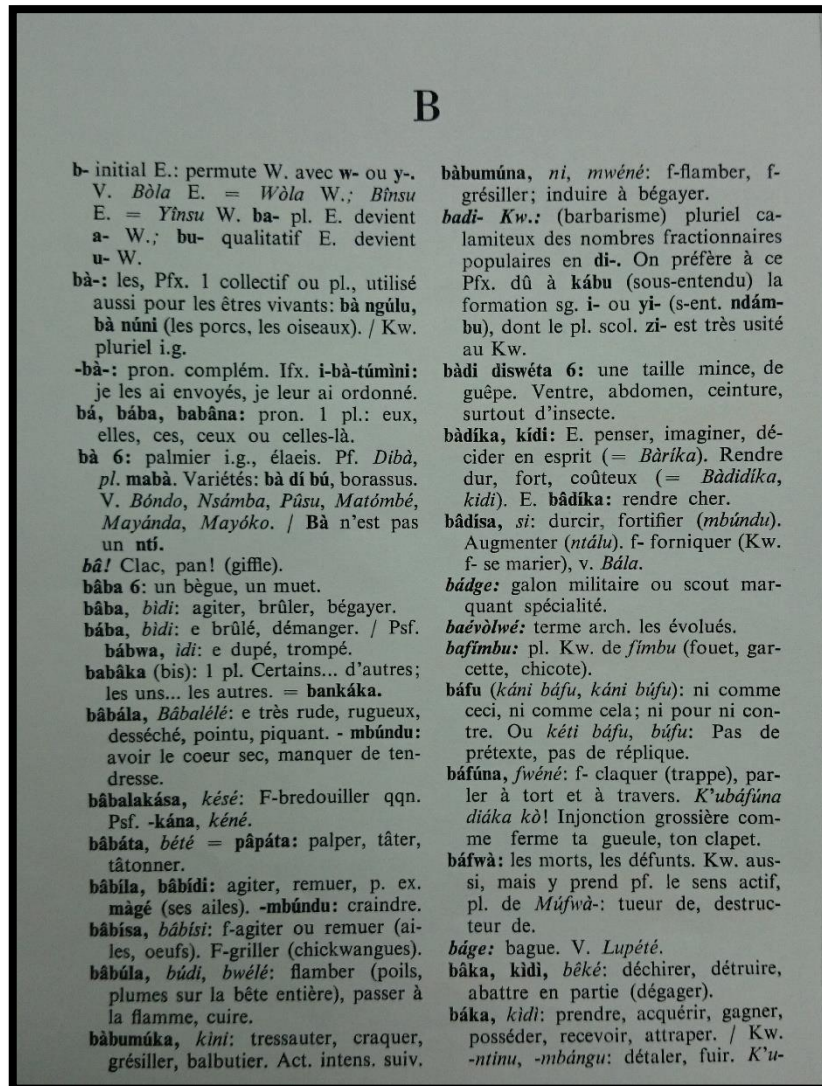 B
b- initial E.: permute W. avec w- ou y-.
V. Bòla E. = Wòla W.; Bînsu
E. = Yînsu W. ba- pl. E. devient
a- W.; bu- qualitatif E. devient
u- W.
bà-: les, Pfx. 1 collectif ou pl., utilisé
aussi pour les êtres vivants: bà ngúlu,
bà núni (les porcs, les oiseaux). / Kw.
pluriel i.g.
-bà-: pron. complém. Ifx. i-bà-túmìni:
je les ai envoyés, je leur ai ordonné.
bá, bába, babâna: pron. 1 pl.: eux,
elles, ces, ceux ou celles-là.
bà 6: palmier i.g., élaeis. Pf. Dibà,
pl. mabà. Variétés: bà dí bú, borassus.
V. Bóndo, Nsámba, Pûsu, Matómbé,
Mayánda, Mayóko. / Bà n'est pas
un ntí.
bâ! Clac, pan! (giffle).
bâba 6: un bègue, un muet.
bâba, bìdi: agiter, brûler, bégayer.
bába, bìdi: e brûlé, démanger. / Psf.
bábwa, ìdi: e dupé, trompé.
babâka (bis): 1 pl. Certains... d'autres;
les uns... les autres. = bankáka.
bâbála, Bâbalélé: e très rude, rugueux,
desséché, pointu, piquant. - mbúndu:
avoir le coeur sec, manquer de ten-
dresse.
bâbalakása, késé: F-bredouiller qqn.
Psf. -kána, kéné.
bâbáta, bété = pâpáta: palper, tâter,
tâtonner.
bâbíla, bâbídi: agiter, remuer, p. ex.
màgé (ses ailes). -mbúndu: craindre.
bâbísa, bâbísi: f-agiter ou remuer (ai-
les, oeufs). F-griller (chickwangues).
bâbúla, búdi, bwélé: flamber (poils,
plumes sur la bête entière), passer à
la flamme, cuire.
bàbumúka, kìni: tressauter, craquer,
grésiller, balbutier. Act. intens. suiv.
bàbumúna, ni, mwéné: f-flamber, f-
grésiller; induire à bégayer.
badi- Kw.: (barbarisme) pluriel ca-
lamiteux des nombres fractionnaires
populaires en di-. On préfère à ce
Pfx. dû à kábu (sous-entendu) la
formation sg. i- ou yi- (s-ent. ndám-
bu), dont le pl. scol. zi- est très usité
au Kw.
bàdi diswéta 6: une taille mince, de
guêpe. Ventre, abdomen, ceinture,
surtout d'insecte.
bàdíka, kídi: E. penser, imaginer, dé-
cider en esprit (= Bàríka). Rendre
dur, fort, coûteux (= Bàdidíka,
kidi). E. bâdíka: rendre cher.
bâdísa, si: durcir, fortifier (mbúndu).
Augmenter (ntálu). f- forniquer (Kw.
f- se marier), v. Bála.
bádge: galon militaire ou scout mar-
quant spécialité.
baévòlwé: terme arch. les évolués.
bafímbu: pl. Kw. de fímbu (fouet, gar-
cette, chicote).
báfu (káni báfu, káni búfu): ni comme
ceci, ni comme cela; ni pour ni con-
tre. Ou kéti báfu, búfu: Pas de
prétexte, pas de réplique.
báfúna, fwéné: f- claquer (trappe), par-
ler à tort et à travers. K'ubáfúna
diáka kò! Injonction grossière com-
me ferme ta gueule, ton clapet.
báfwà: les morts, les défunts. Kw. aus-
si, mais y prend pf. le sens actif,
pl. de Múfwà-: tueur de, destruc-
teur de.
báge: bague. V. Lupété.
bâka, kìdì, bêké: déchirer, détruire,
abattre en partie (dégager).
báka, kìdì: prendre, acquérir, gagner,
posséder, recevoir, attraper. / Kw.
-ntinu, -mbángu: détaler, fuir. K'u-